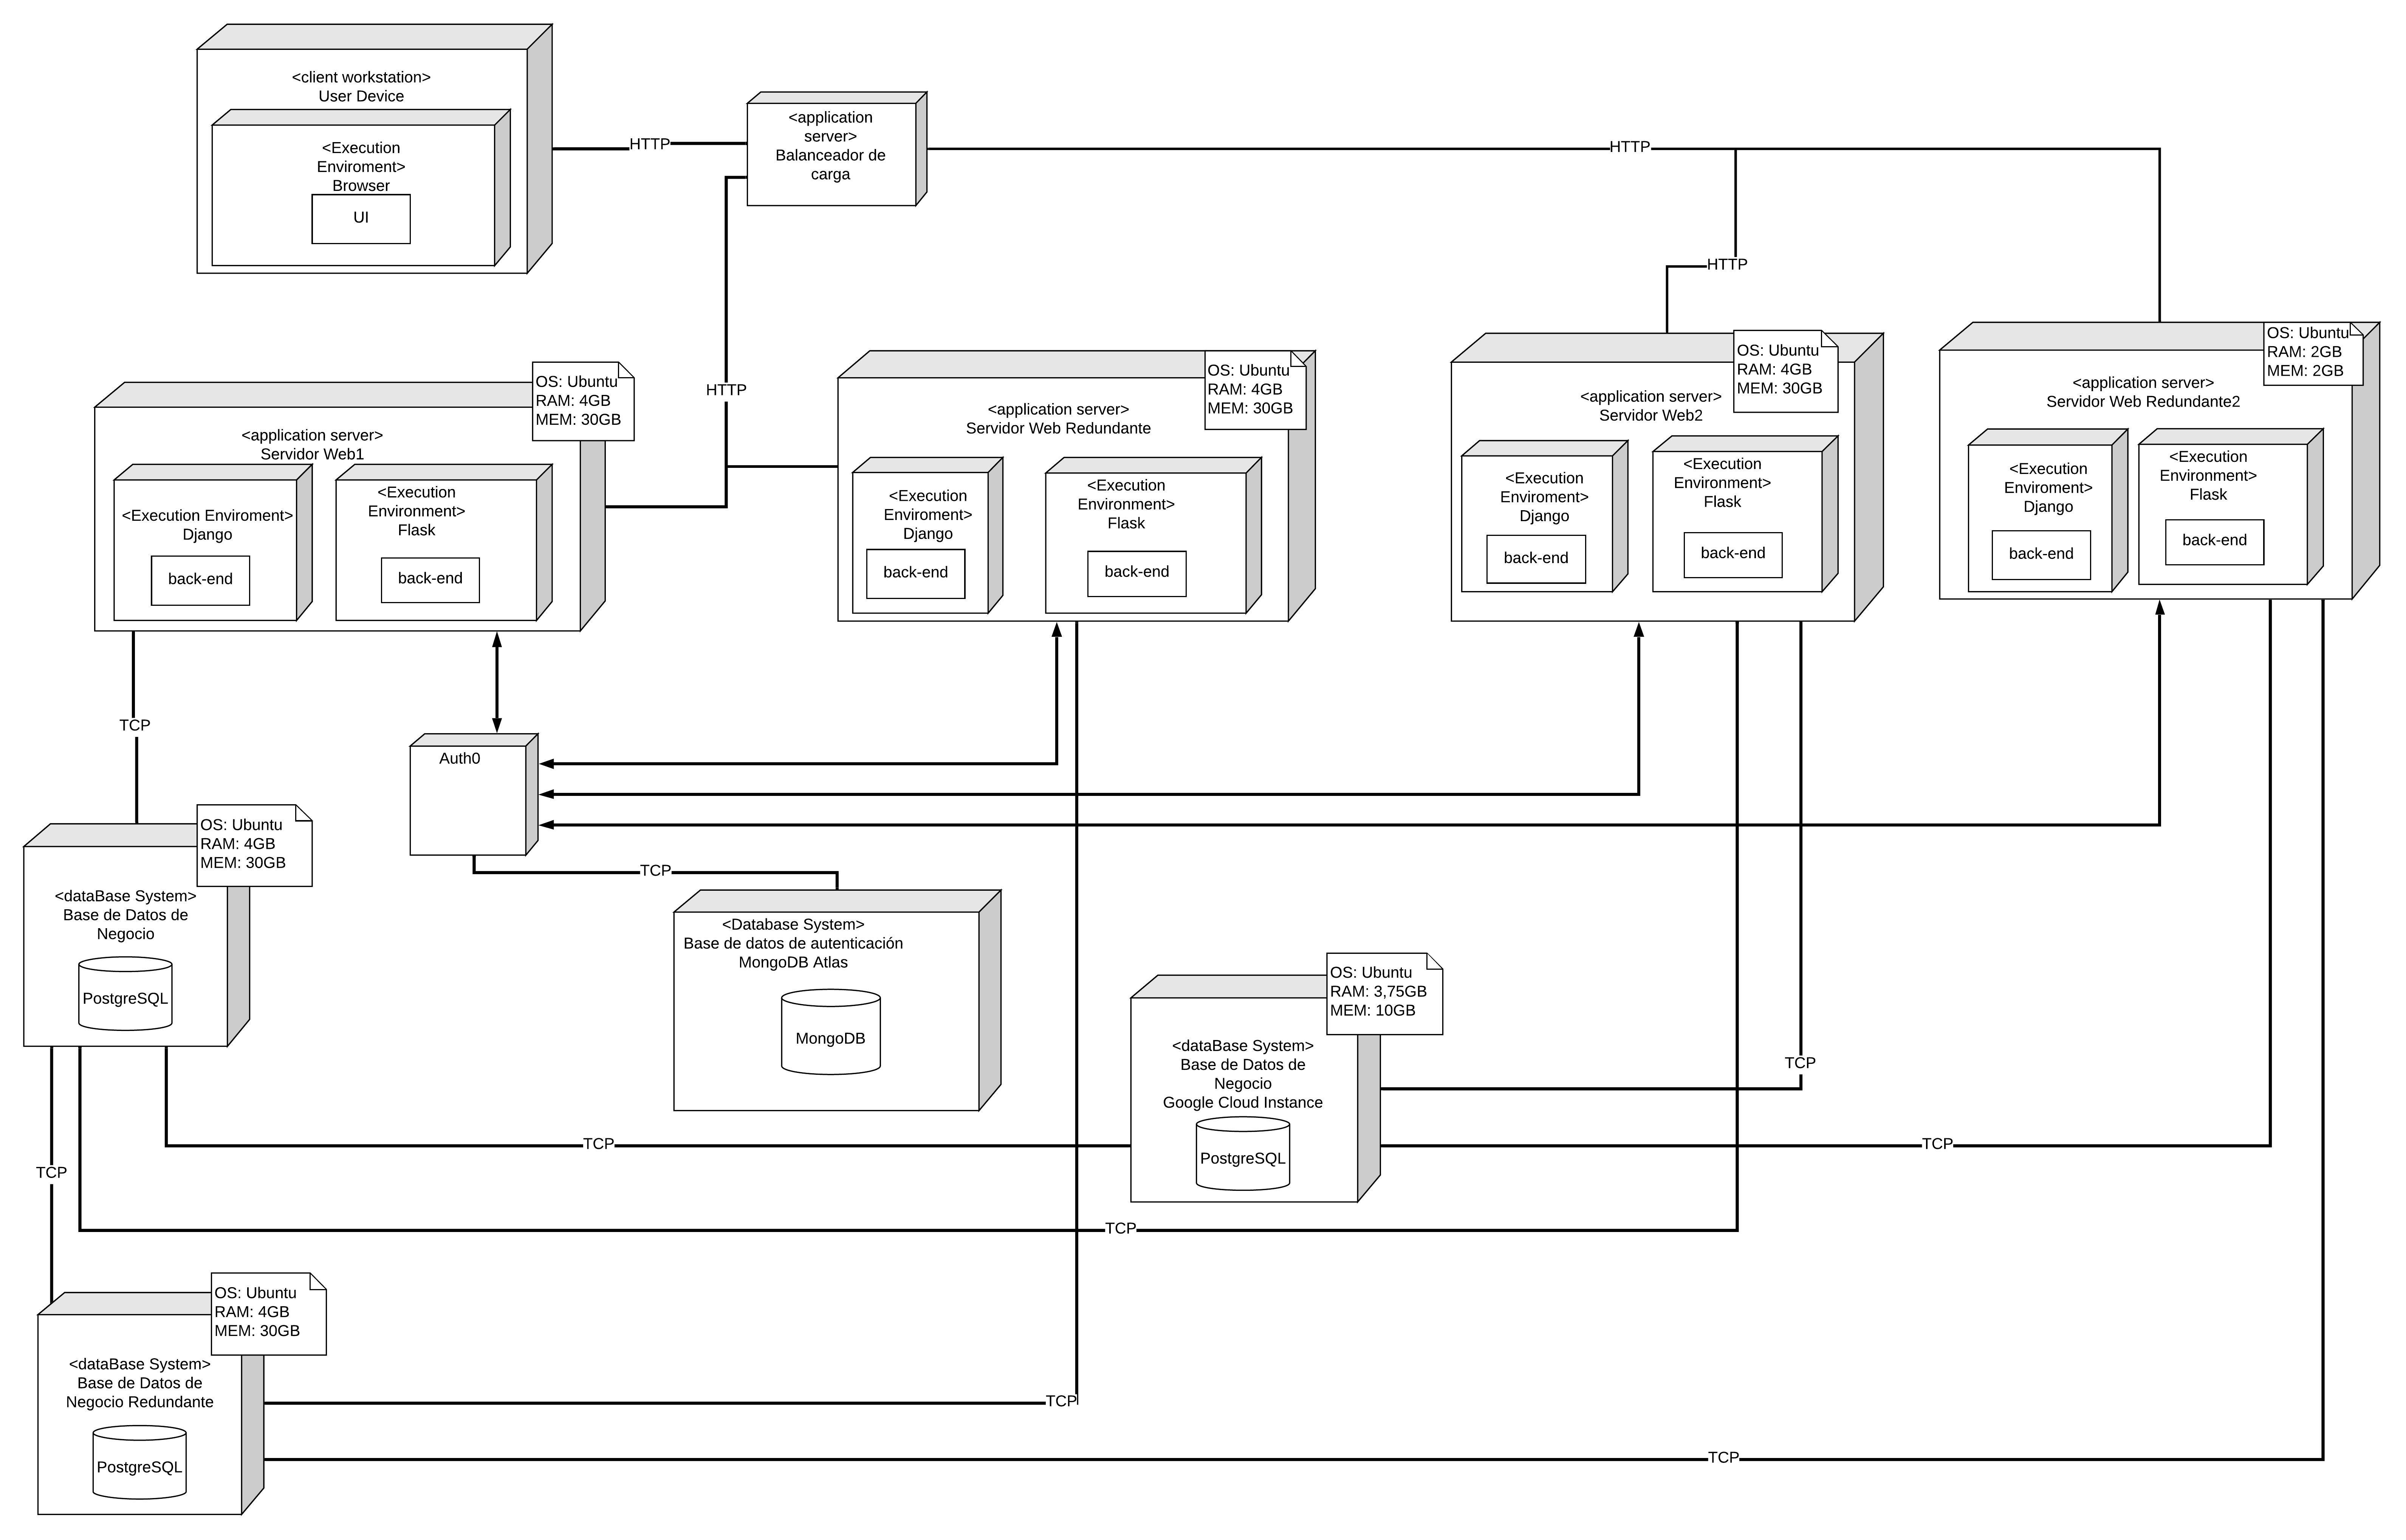 <client workstation>
User Device
<Execution
Enviroment>
Browser
UI
HTTP
<application
server>
Balanceador de
carga
HTTP
HTTP
HTTP
OS: Ubuntu
RAM: 4GB
MEM: 30GB
<application server>
Servidor Web1
<Execution Enviroment>
Django
back-end
<Execution
Environment>
Flask
back-end
OS: Ubuntu
RAM: 4GB
MEM: 30GB
<application server>
Servidor Web Redundante
<Execution
Enviroment>
Django
back-end
<Execution
Environment>
Flask
back-end
OS: Ubuntu
RAM: 4GB
MEM: 30GB
<application server>
Servidor Web2
<Execution
Enviroment>
Django
back-end
<Execution
Environment>
Flask
back-end
OS: Ubuntu
RAM: 2GB
MEM: 2GB
<application server>
Servidor Web Redundante2
<Execution
Enviroment>
Django
back-end
<Execution
Environment>
Flask
back-end
TCP
Auth0
TCP
OS: Ubuntu
RAM: 4GB
MEM: 30GB
<dataBase System>
Base de Datos de
Negocio
PostgreSQL
<Database System>
Base de datos de autenticación
MongoDB Atlas
MongoDB
OS: Ubuntu
RAM: 3,75GB
MEM: 10GB
<dataBase System>
Base de Datos de
Negocio
Google Cloud Instance
PostgreSQL
TCP
TCP
TCP
TCP
TCP
OS: Ubuntu
RAM: 4GB
MEM: 30GB
<dataBase System>
Base de Datos de
Negocio Redundante
PostgreSQL
TCP
TCP